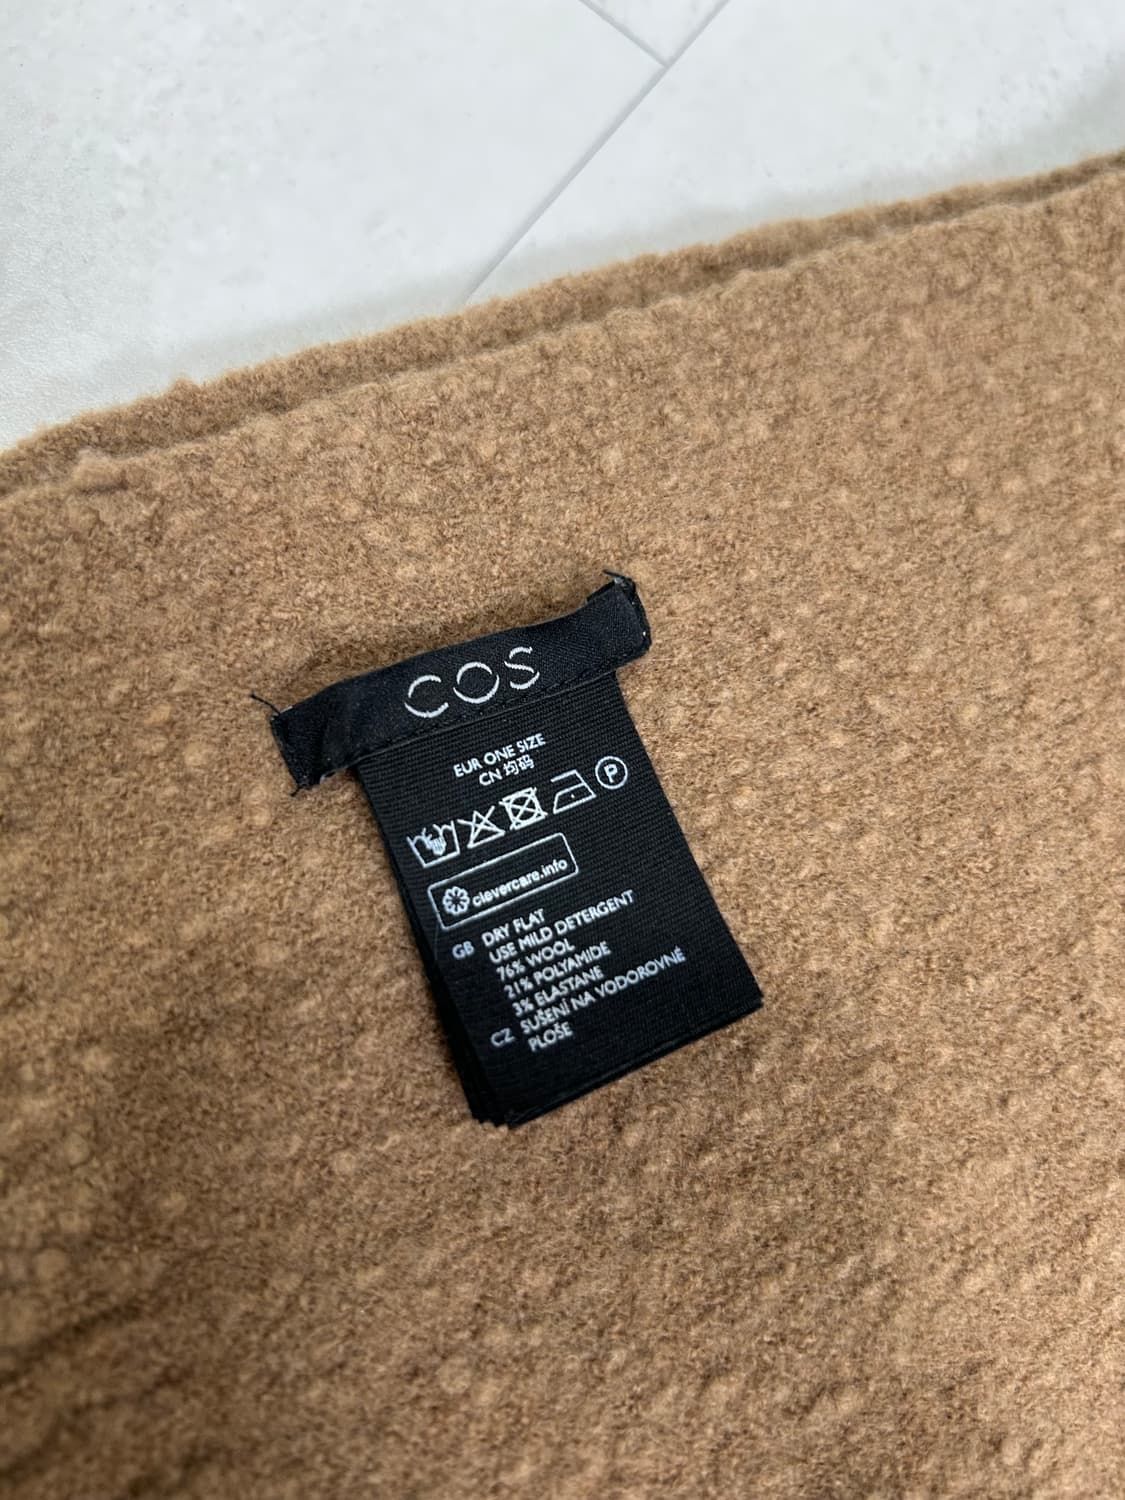 COS
EUR ONE SIZE
CN 均码
P
clevercare.info
GB DRY FLAT
USE MILD DETERGENT
76% WOOL
21% POLYAMIDE
3% ELASTANE
CZ SUŠENÍ NA VODOROVNÉ
PLOŠE